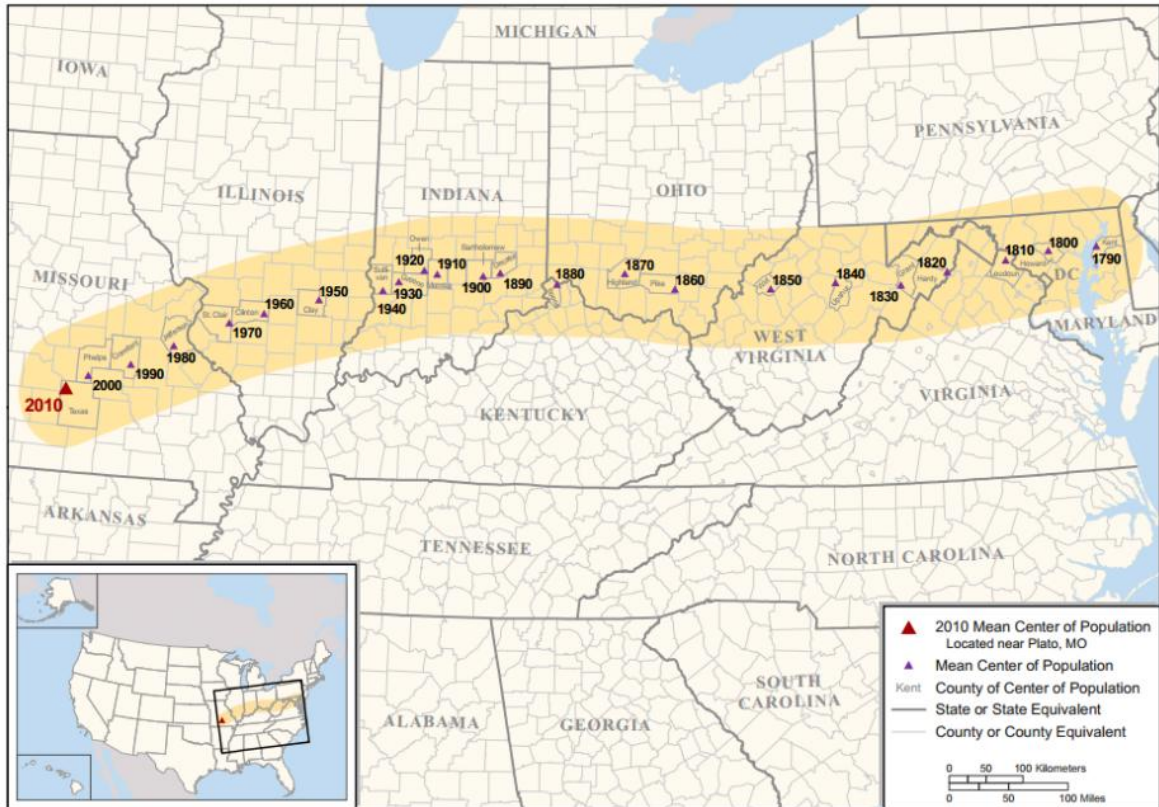 MICHIGAN
IOWA
PENNSYLVANIA
ILLINOIS
INDIANA
OHIO
MISSOURI
Owen
Bartholomew
1920
1910
1900
1890
Sullivan
1930
1940
1880
1870
Highland
Pike
1860
1850
1840
1830
Grant
Hardy
1820
1810
Loudoun
1800
Howard
Kent
1790
DC
MARYLAND
WEST
VIRGINIA
VIRGINIA
1950
Clay
1960
Clinton
St. Clair
1970
1980
Jefferson
1990
Crawford
Phelps
2000
2010
Texas
KENTUCKY
ARKANSAS
TENNESSEE
NORTH CAROLINA
SOUTH
CAROLINA
ALABAMA
GEORGIA
2010 Mean Center of Population
Located near Plato, MO
Mean Center of Population
Kent County of Center of Population
State or State Equivalent
County or County Equivalent
0 50 100 Kilometers
0 50 100 Miles